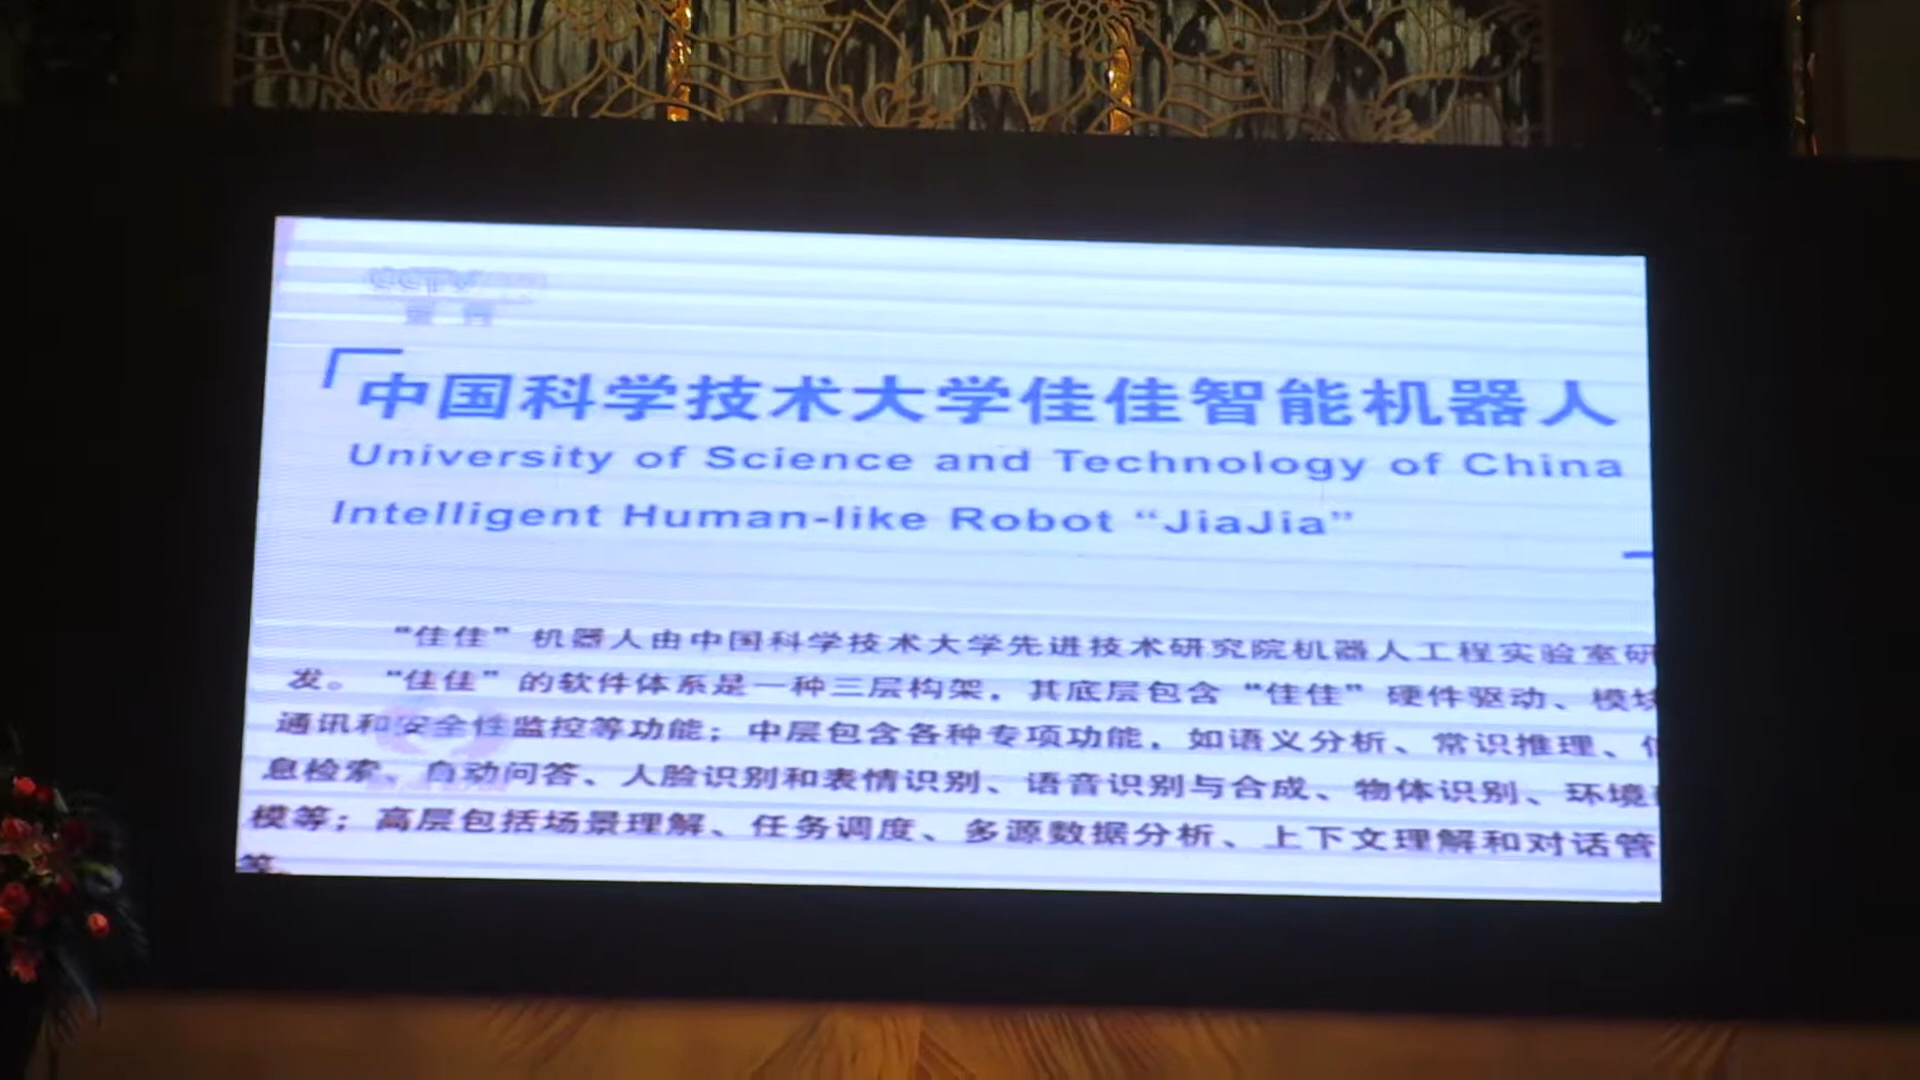 CCTV
中国科学技术大学佳佳智能机器人
University of Science and Technology of China
Intelligent Human-like Robot “JiaJia”
“佳佳”机器人由中国科学技术大学先进技术研究院机器人工程实验室研
发。“佳佳”的软件体系是一种三层构架，其底层包含“佳佳”硬件驱动、模块
通讯和安全性监控等功能；中层包含各种专项功能，如语义分析、常识推理、
息检索、自动问答、人脸识别和表情识别、语音识别与合成、物体识别、环境
模等；高层包括场景理解、任务调度、多源数据分析、上下文理解和对话管
等